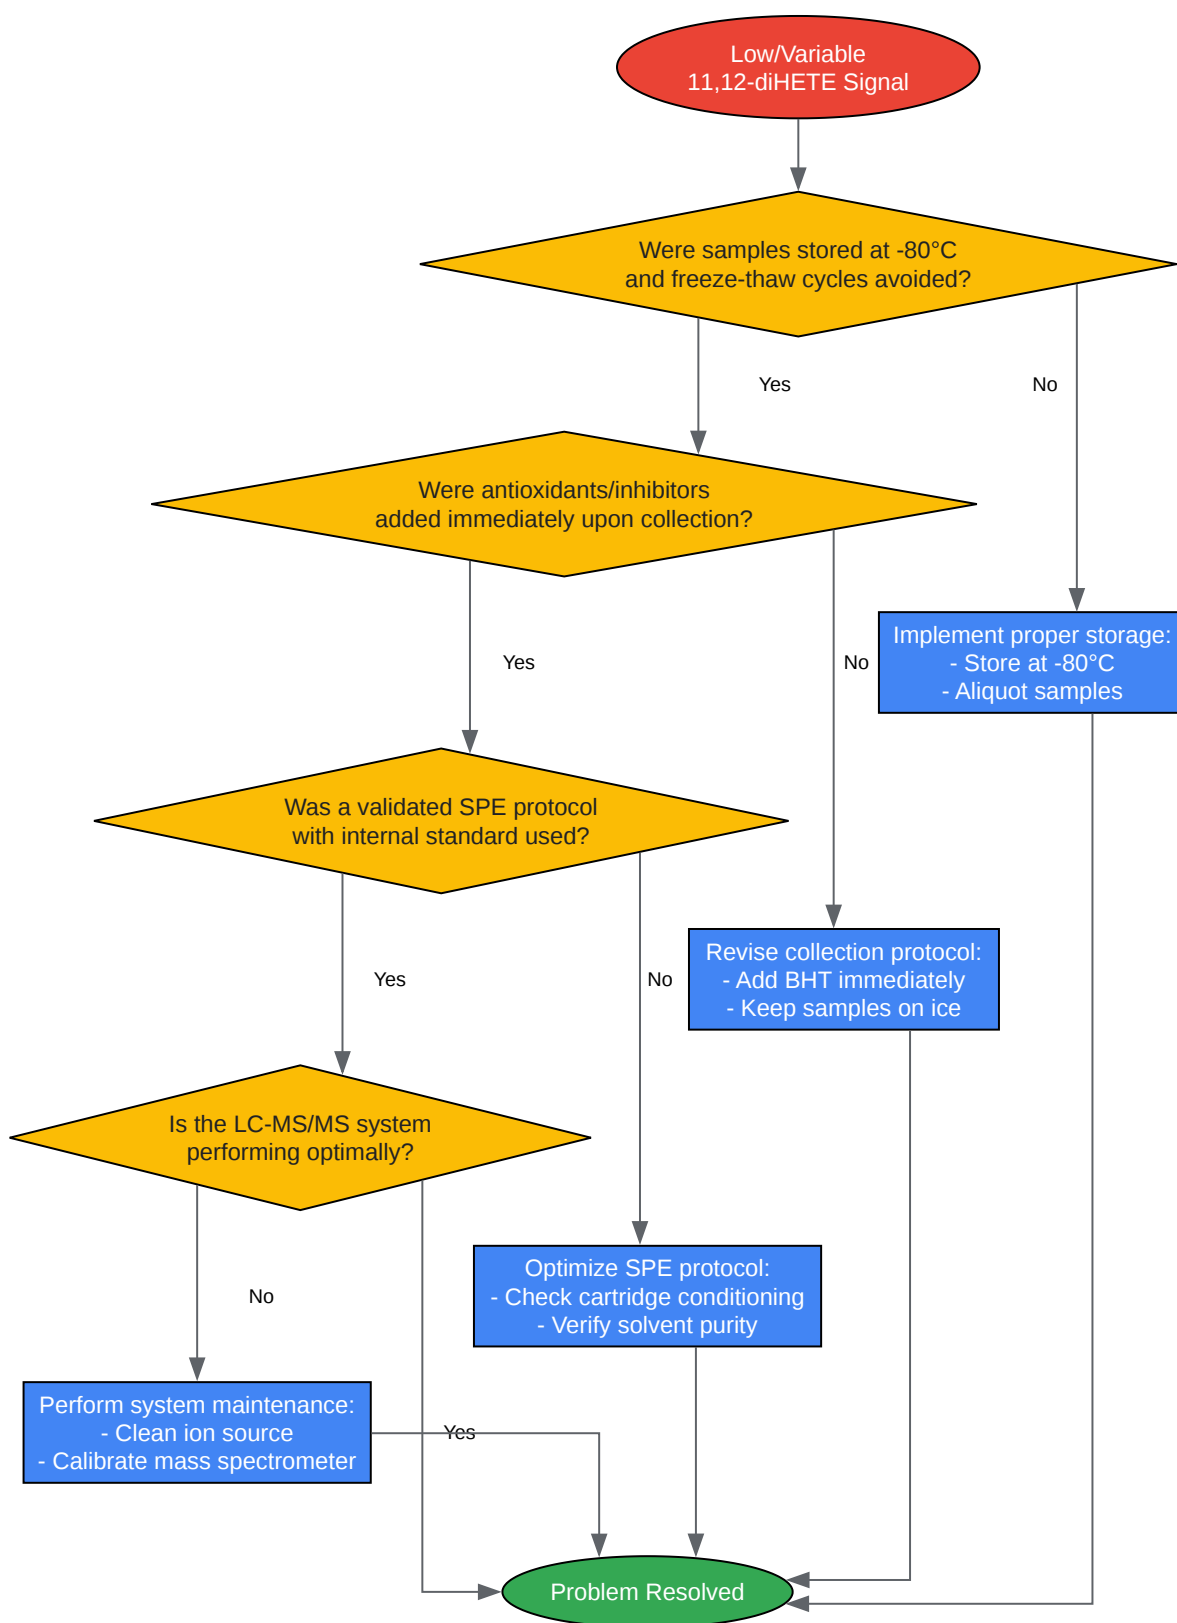 Low/Variable
11,12-diHETE Signal
Were samples stored at -80°C
and freeze-thaw cycles avoided?
Yes
No
Were antioxidants/inhibitors
added immediately upon collection?
Yes
No
Implement proper storage:
- Store at -80°C
- Aliquot samples
Was a validated SPE protocol
with internal standard used?
Yes
No
Revise collection protocol:
- Add BHT immediately
- Keep samples on ice
Is the LC-MS/MS system
performing optimally?
No
Optimize SPE protocol:
- Check cartridge conditioning
- Verify solvent purity
Perform system maintenance:
- Clean ion source
- Calibrate mass spectrometer
Yes
Problem Resolved